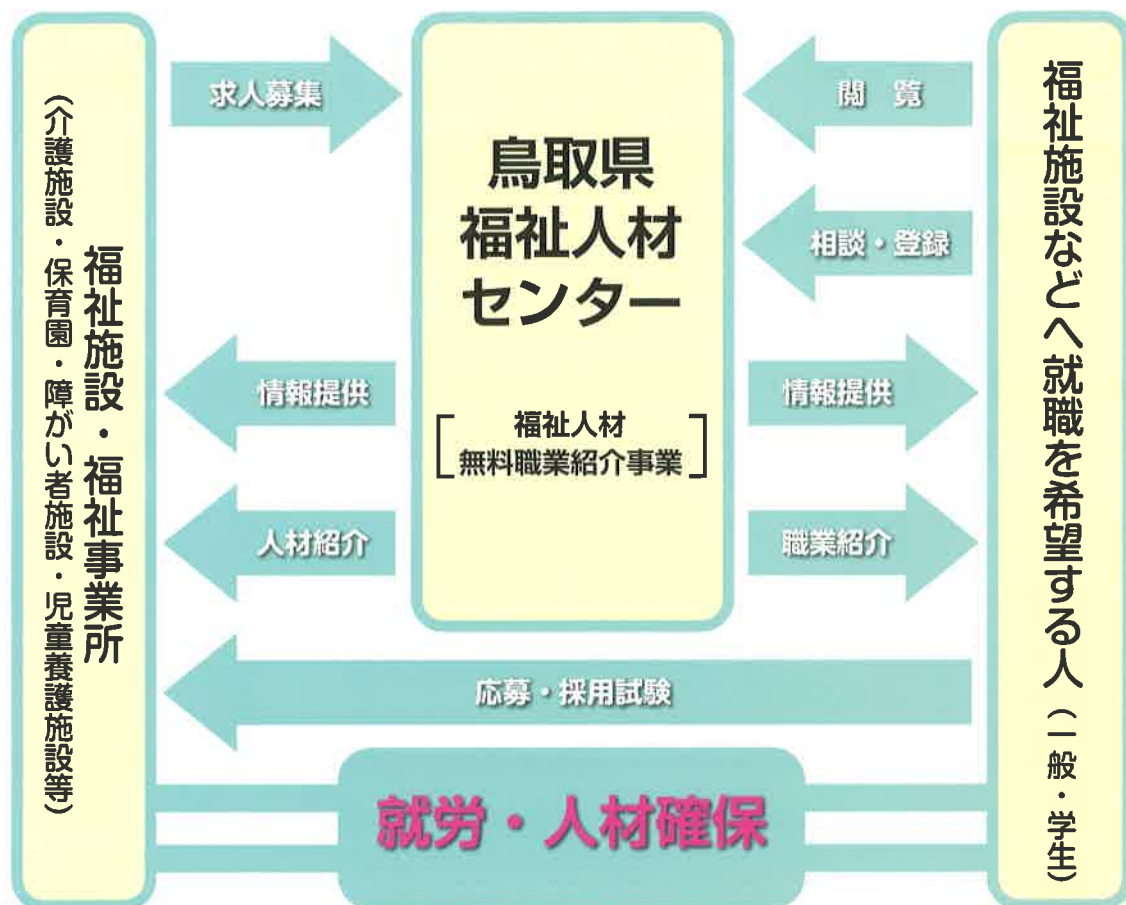 福祉施設・福祉事業所
（介護施設・保育園・障がい者施設・児童養護施設等）
求人募集
情報提供
人材紹介
鳥取県
福祉人材
センター
福祉人材
無料職業紹介事業
閲　覧
相談・登録
情報提供
職業紹介
福祉施設などへ就職を希望する人（一般・学生）
応募・採用試験
就労・人材確保